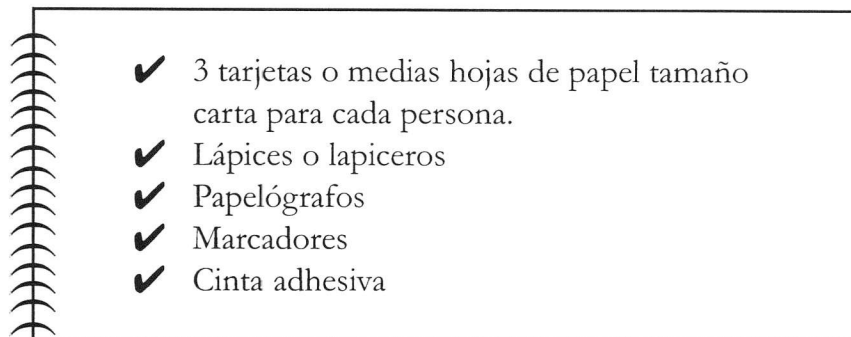 ✔ 3 tarjetas o medias hojas de papel tamaño
carta para cada persona.
✔ Lápices o lapiceros
✔ Papelógrafos
✔ Marcadores
✔ Cinta adhesiva